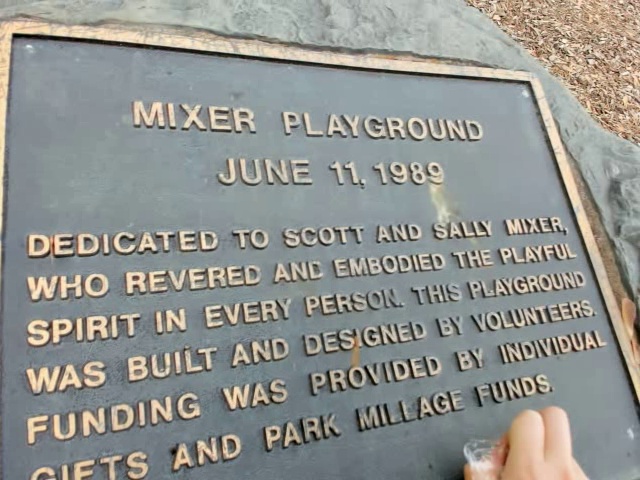 MIXER PLAYGROUND
JUNE 11, 1989
DEDICATED TO SCOTT AND SALLY MIXER,
WHO REVERED AND EMBODIED THE PLAYFUL
SPIRIT IN EVERY PERSON. THIS PLAYGROUND
WAS BUILT AND DESIGNED BY VOLUNTEERS.
FUNDING WAS PROVIDED BY INDIVIDUAL
GIFTS AND PARK MILLAGE FUNDS.